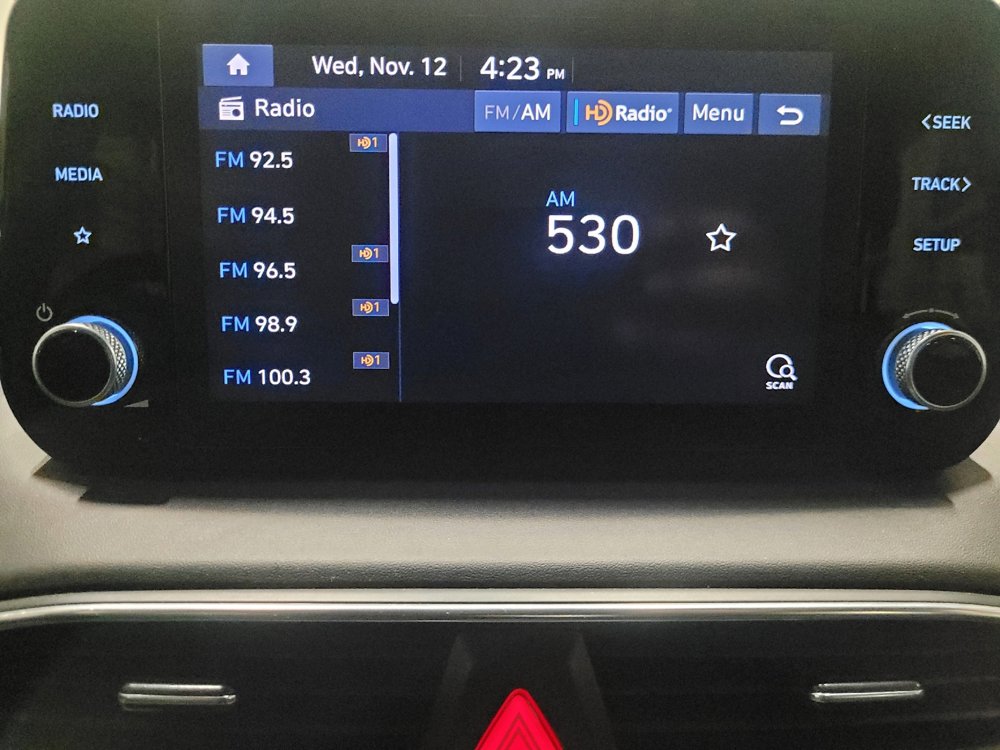 Wed, Nov. 12 4:23 PM
Radio FM/AM HD Radio® Menu
RADIO
MEDIA
FM 92.5 HD1
FM 94.5
FM 96.5 HD1
FM 98.9 HD1
FM 100.3 HD1
AM
530
SCAN
<SEEK
TRACK>
SETUP